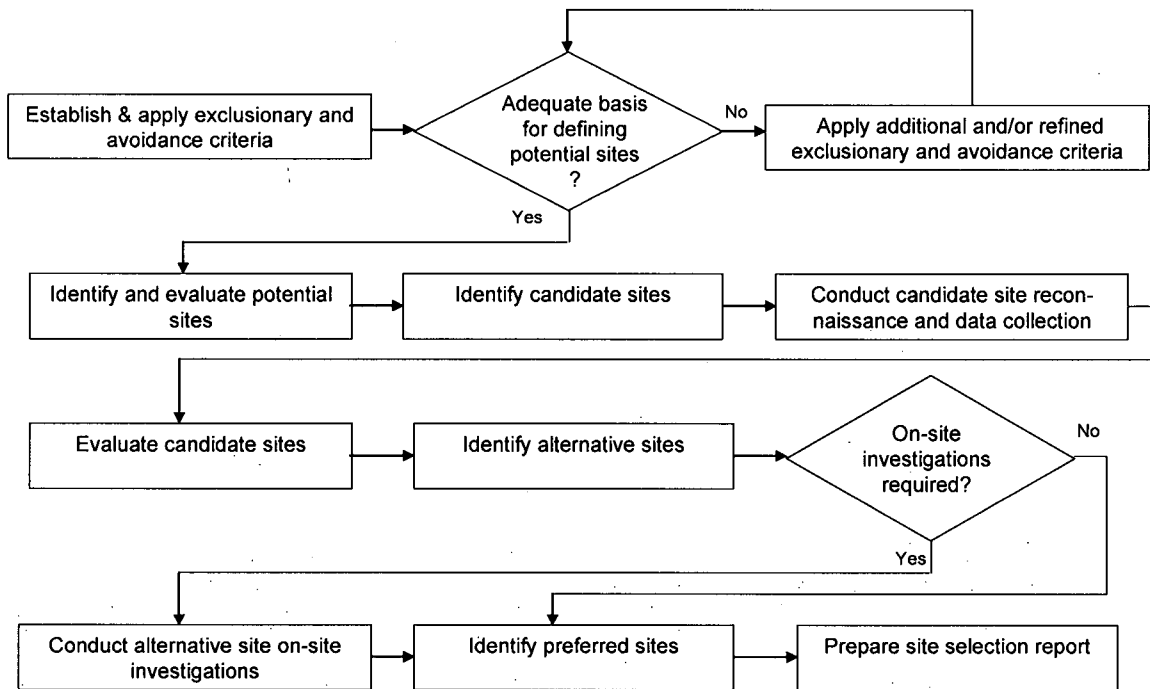 Establish & apply exclusionary and
avoidance criteria
Adequate basis
for defining
potential sites
?
No
Apply additional and/or refined
exclusionary and avoidance criteria
Yes
Identify and evaluate potential
sites
Identify candidate sites
Conduct candidate site recon-
naissance and data collection
Evaluate candidate sites
Identify alternative sites
On-site
investigations
required?
No
Yes
Conduct alternative site on-site
investigations
Identify preferred sites
Prepare site selection report